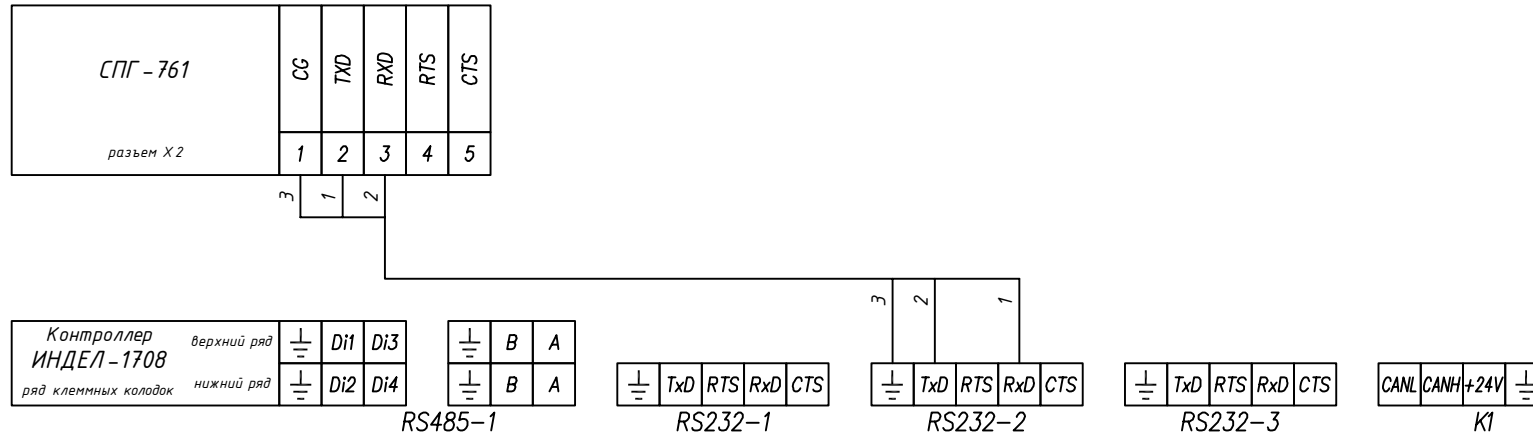 СПГ-761
CG TXD RXD RTS CTS
разъем X2
1 2 3 4 5
3 1 2
3 2 1
Контроллер
ИНДЕЛ-1708
ряд клеммных колодок
верхний ряд ⏚ Di1 Di3 ⏚ B A
нижний ряд ⏚ Di2 Di4 ⏚ B A
⏚ TxD RTS RxD CTS
⏚ TxD RTS RxD CTS
⏚ TxD RTS RxD CTS
CANL CANH +24V ⏚
RS485-1
RS232-1
RS232-2
RS232-3
K1